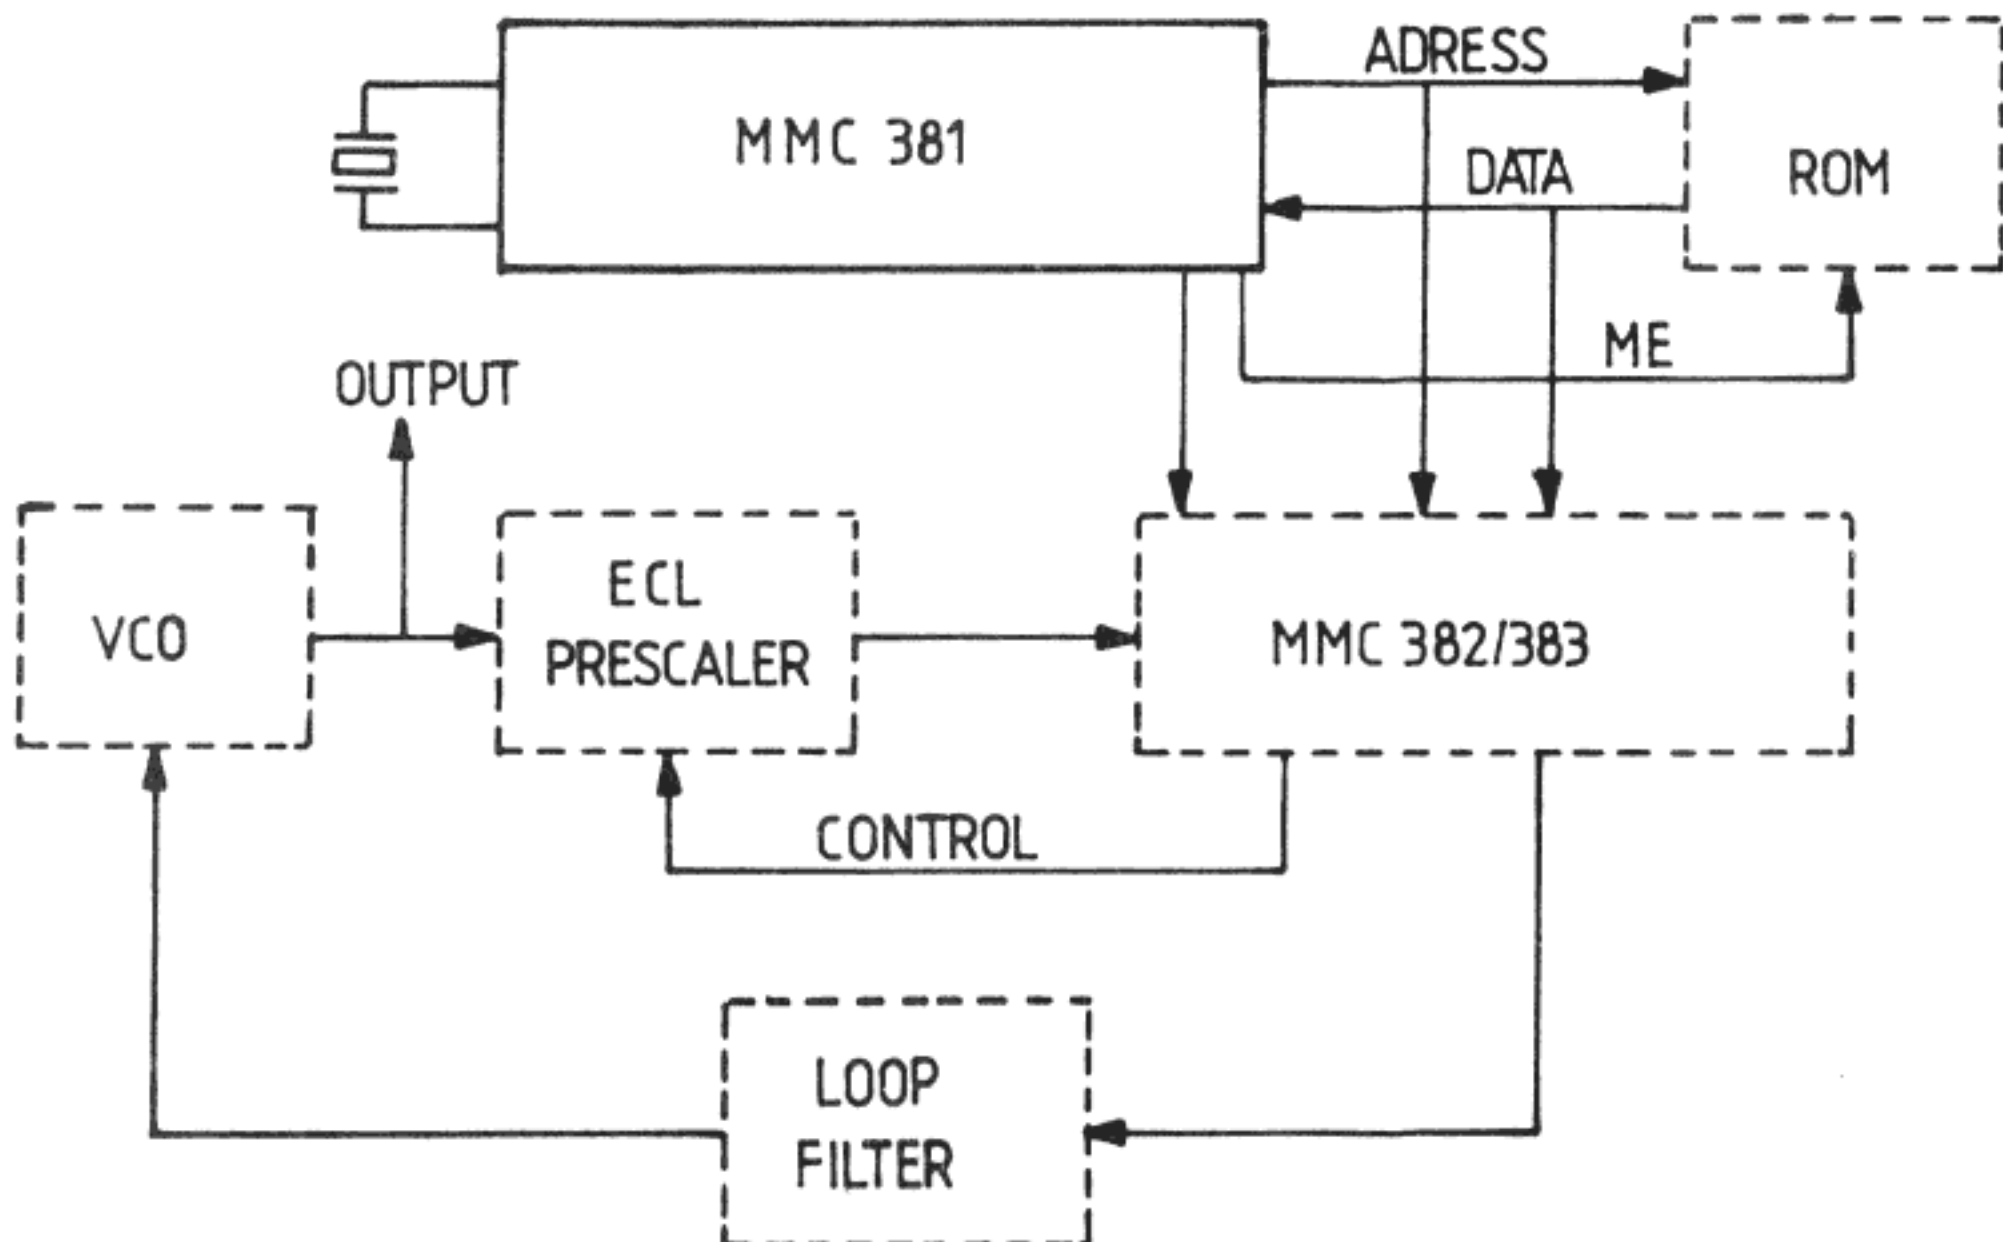 MMC 381
ADRESS
DATA
ROM
ME
OUTPUT
VCO
ECL
PRESCALER
MMC 382/383
CONTROL
LOOP
FILTER